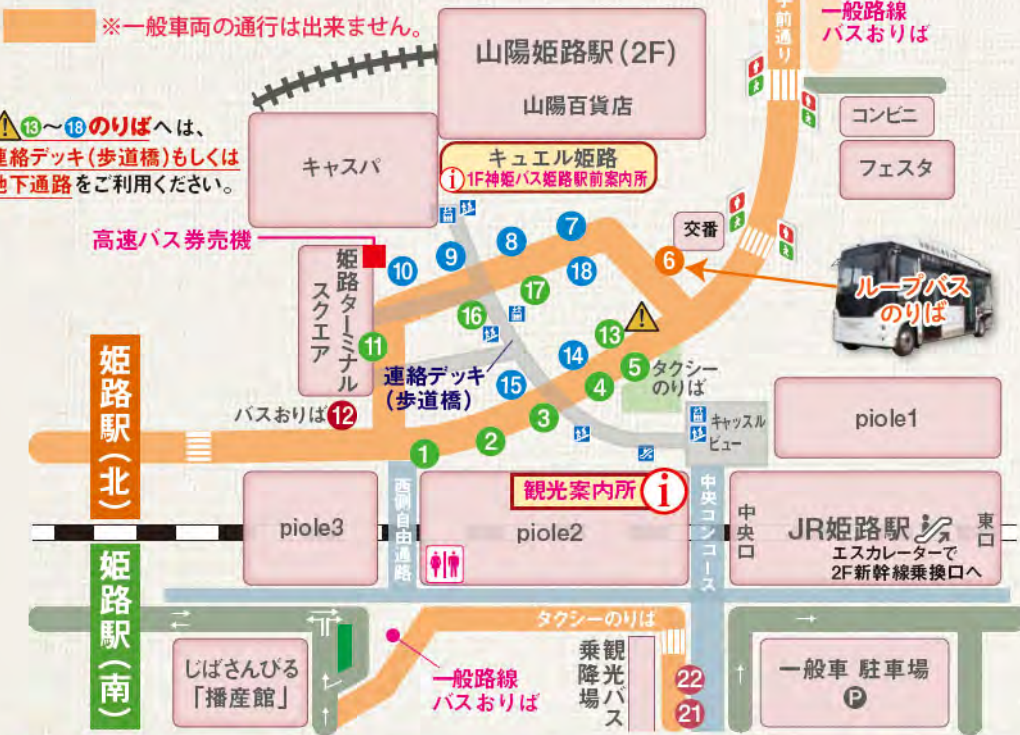 ※一般車両の通行は出来ません。
⑬～⑱のりばへは、
連絡デッキ(歩道橋)もしくは
地下通路をご利用ください。
高速バス券売機
山陽姫路駅(2F)
山陽百貨店
キャスパ
キュエル姫路
i 1F神姫バス姫路駅前案内所
前通り
一般路線
バスおりば
コンビニ
フェスタ
交番
ループバス
のりば
姫路ターミナル
スクエア
10
9
8
7
6
18
17
16
11
13
14
15
5
4
3
2
1
タクシー
のりば
連絡デッキ
(歩道橋)
バスおりば 12
キャッスル
ビュー
piole1
姫路駅(北)
姫路駅(南)
piole3
西側自由通路
観光案内所 i
piole2
中央コンコース
中央口
JR姫路駅
東口
エスカレーターで
2F新幹線乗換口へ
タクシーのりば
じばさんびる
「播産館」
一般路線
バスおりば
観光バス
乗降場
22
21
一般車 駐車場
P